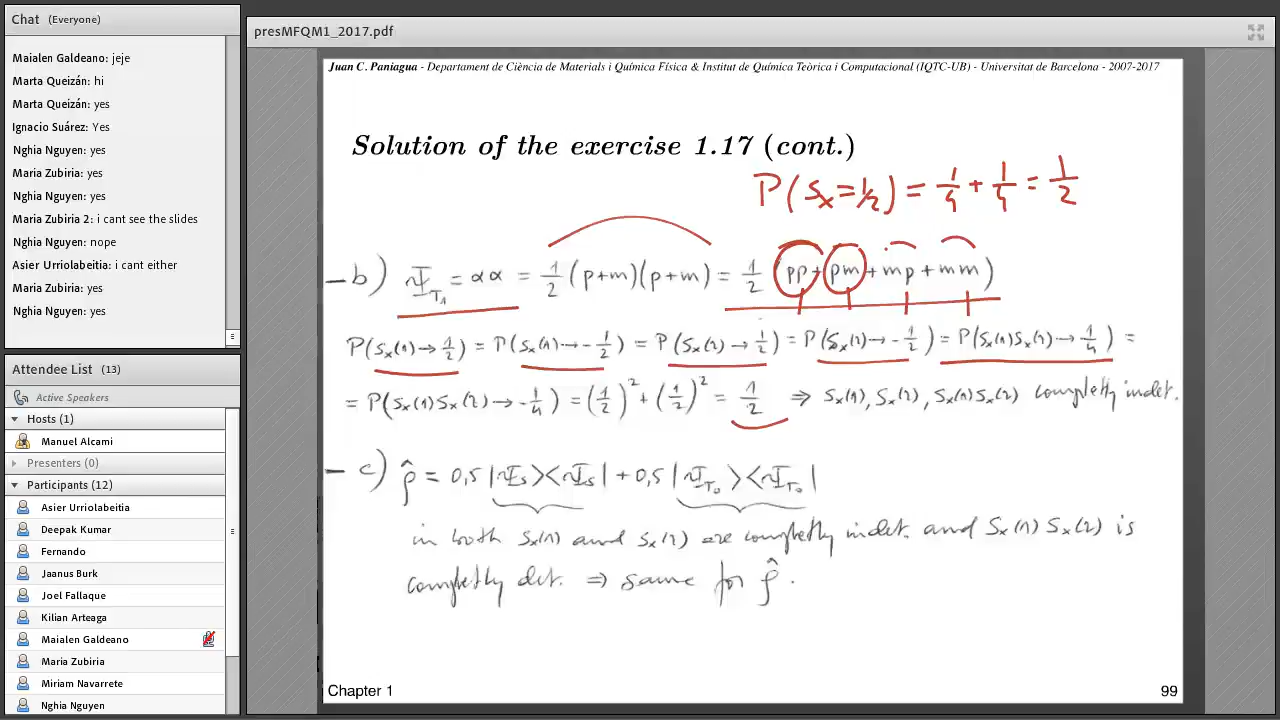 Chat (Everyone)
Maialen Galdeano: jeje
Marta Queizán: hi
Marta Queizán: yes
Ignacio Suárez: Yes
Nghia Nguyen: yes
Maria Zubiria: yes
Nghia Nguyen: yes
Maria Zubiria 2: i cant see the slides
Nghia Nguyen: nope
Asier Urriolabeitia: i cant either
Maria Zubiria: yes
Nghia Nguyen: yes
Attendee List (13)
Active Speakers
Hosts (1)
Manuel Alcami
Presenters (0)
Participants (12)
Asier Urriolabeitia
Deepak Kumar
Fernando
Jaanus Burk
Joel Fallaque
Kilian Arteaga
Maialen Galdeano
Maria Zubiria
Miriam Navarrete
Nghia Nguyen
presMFQM1_2017.pdf
Juan C. Paniagua - Departament de Ciència de Materials i Química Física & Institut de Química Teòrica i Computacional (IQTC-UB) - Universitat de Barcelona - 2007-2017
Solution of the exercise 1.17 (cont.)
P(Sx=1/2) = 1/4 + 1/4 = 1/2
- b) Ψ_T1 = αα = 1/2 (p+m)(p+m) = 1/2 (pp+pm+mp+mm)
P(Sx(1)→1/2) = P(Sx(1)→-1/2) = P(Sx(2)→1/2) = P(Sx(2)→-1/2) = P(Sx(1)Sx(2)→1/4) =
= P(Sx(1)Sx(2)→-1/4) = (1/2)² + (1/2)² = 1/2 ⇒ Sx(1), Sx(2), Sx(1)Sx(2) completly indet.
- c) ρ̂ = 0,5 |Ψs><Ψs| + 0,5 |Ψ_T0><Ψ_T0|
in both Sx(1) and Sx(2) are completly indet. and Sx(1) Sx(2) is
completly det. ⇒ same for ρ̂.
Chapter 1
99